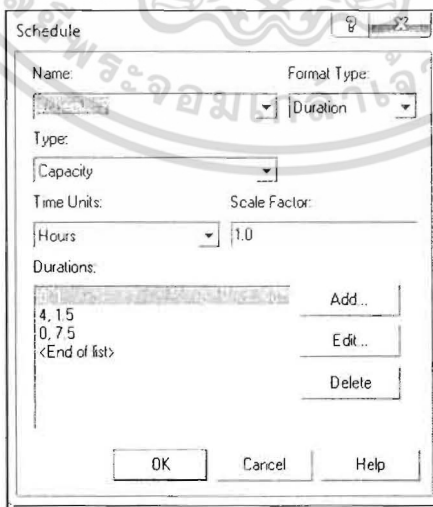 Schedule
Name:
Format Type:
Duration
Type:
Capacity
Time Units:
Scale Factor:
Hours
1.0
Durations:
Add...
4, 1.5
0, 7.5
Edit...
<End of list>
Delete
OK
Cancel
Help